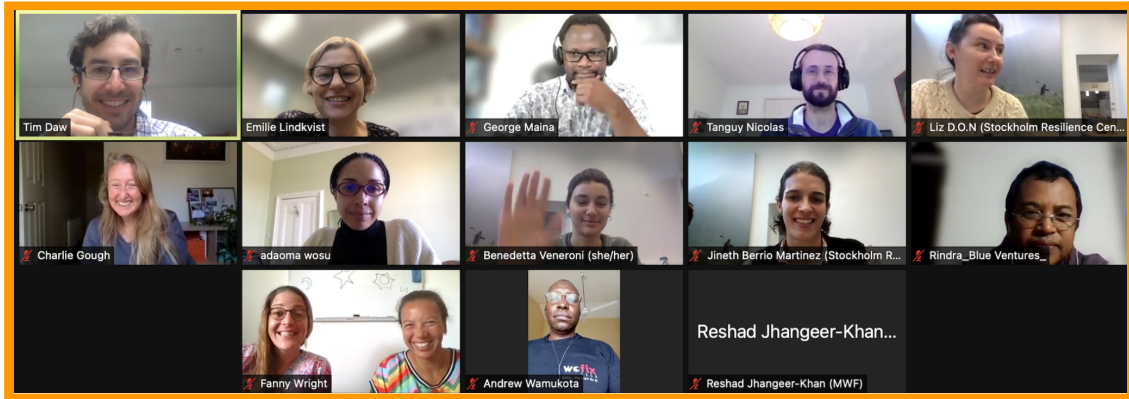 Tim Daw
Emilie Lindkvist
George Maina
Tanguy Nicolas
Liz D.O.N (Stockholm Resilience Cen...
Charlie Gough
adaoma wosu
Benedetta Veneroni (she/her)
Jineth Berrio Martinez (Stockholm R...
Rindra_Blue Ventures_
Fanny Wright
wcflx
Andrew Wamukota
Reshad Jhangeer-Khan...
Reshad Jhangeer-Khan (MWF)